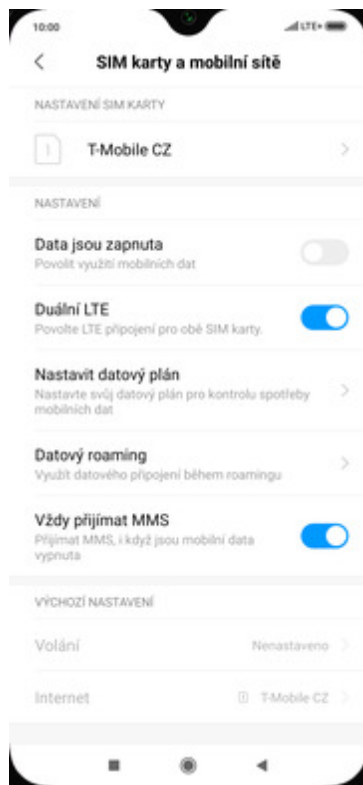 10:00
LTE+
SIM karty a mobilní sítě
NASTAVENÍ SIM KARTY
1
T-Mobile CZ
NASTAVENÍ
Data jsou zapnuta
Povolit využití mobilních dat
Duální LTE
Povolte LTE připojení pro obě SIM karty.
Nastavit datový plán
Nastavte svůj datový plán pro kontrolu spotřeby
mobilních dat
Datový roaming
Využít datového připojení během roamingu
Vždy přijímat MMS
Přijímat MMS, i když jsou mobilní data
vypnuta
VÝCHOZÍ NASTAVENÍ
Volání
Nenastaveno
Internet
1 T-Mobile CZ